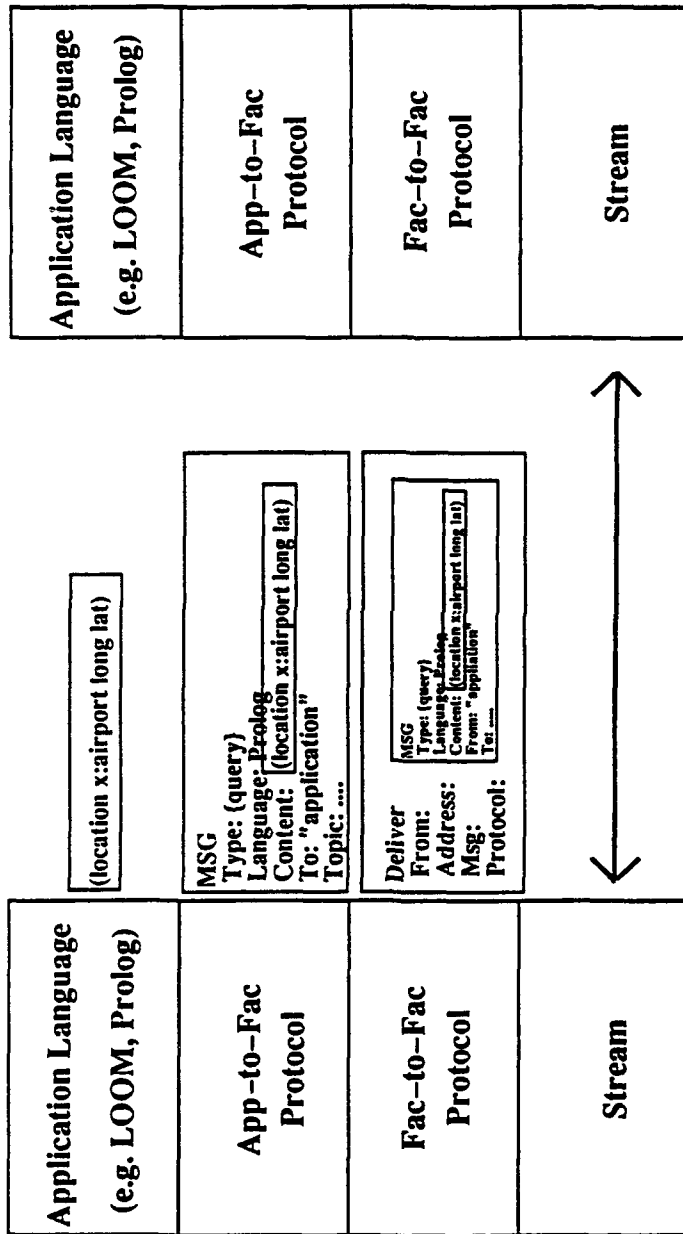 Application Language
(e.g. LOOM, Prolog)
App-to-Fac
Protocol
Fac-to-Fac
Protocol
Stream
(location x:airport long lat)
MSG
Type: {query}
Language: Prolog
Content: (location x:airport long lat)
To: "application"
Topic: ....
Deliver
From:
Address:
Msg:
Protocol:
MSG
Type: {query}
Language: Prolog
Content: (location x:airport long lat)
From: "appliation"
To: ....
Application Language
(e.g. LOOM, Prolog)
App-to-Fac
Protocol
Fac-to-Fac
Protocol
Stream